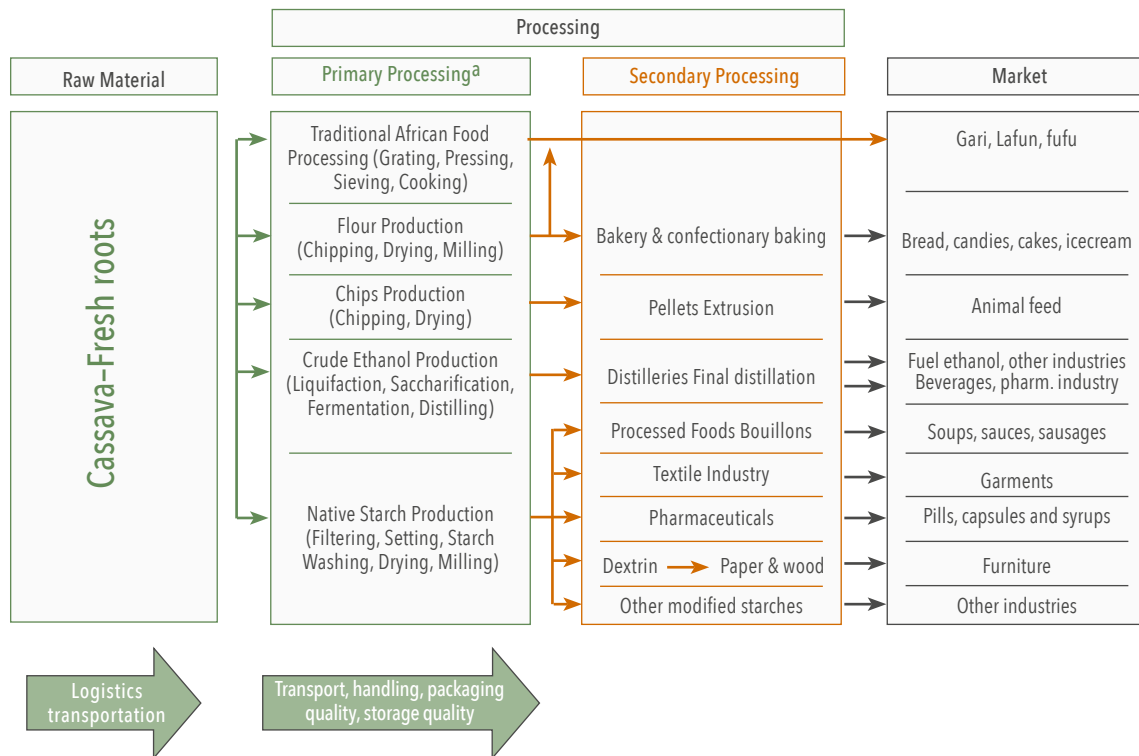 Processing
Raw Material
Primary Processingª
Secondary Processing
Market
Cassava–Fresh roots
Traditional African Food
Processing (Grating, Pressing,
Sieving, Cooking)
Gari, Lafun, fufu
Flour Production
(Chipping, Drying, Milling)
Bakery & confectionary baking
Bread, candies, cakes, icecream
Chips Production
(Chipping, Drying)
Pellets Extrusion
Animal feed
Crude Ethanol Production
(Liquifaction, Saccharification,
Fermentation, Distilling)
Distilleries Final distillation
Fuel ethanol, other industries
Beverages, pharm. industry
Native Starch Production
(Filtering, Setting, Starch
Washing, Drying, Milling)
Processed Foods Bouillons
Soups, sauces, sausages
Textile Industry
Garments
Pharmaceuticals
Pills, capsules and syrups
Dextrin Paper & wood
Furniture
Other modified starches
Other industries
Logistics
transportation
Transport, handling, packaging
quality, storage quality